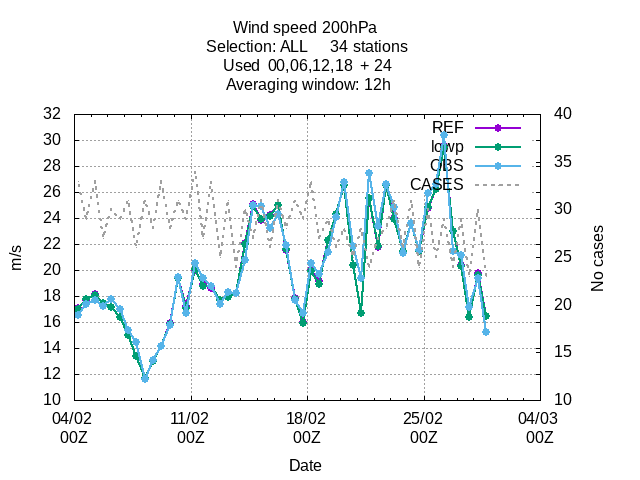 Wind speed 200hPa
Selection: ALL 34 stations
Used 00,06,12,18 + 24
Averaging window: 12h
32
30
28
26
24
22
20
18
16
14
12
10
m/s
40
35
30
25
20
15
10
No cases
REF
lowp
OBS
CASES
04/02 11/02 18/02 25/02 04/03
00Z 00Z 00Z 00Z 00Z
Date